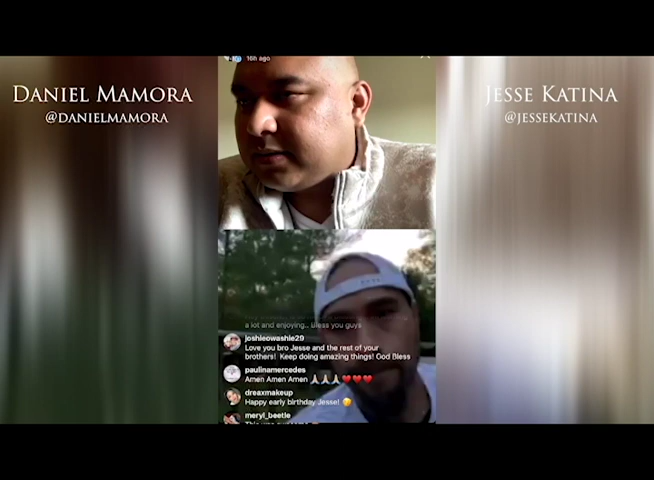 16h ago
DANIEL MAMORA
@DANIELMAMORA
JESSE KATINA
@JESSEKATINA
a lot and enjoying.. Bless you guys
joshieowashie29
Love you bro Jesse and the rest of your
brothers! Keep doing amazing things! God Bless
paulinamercedes
Amen Amen Amen 🙏🙏🙏❤️❤️❤️
dreaxmakeup
Happy early birthday Jesse! 😊
meryl_beetle